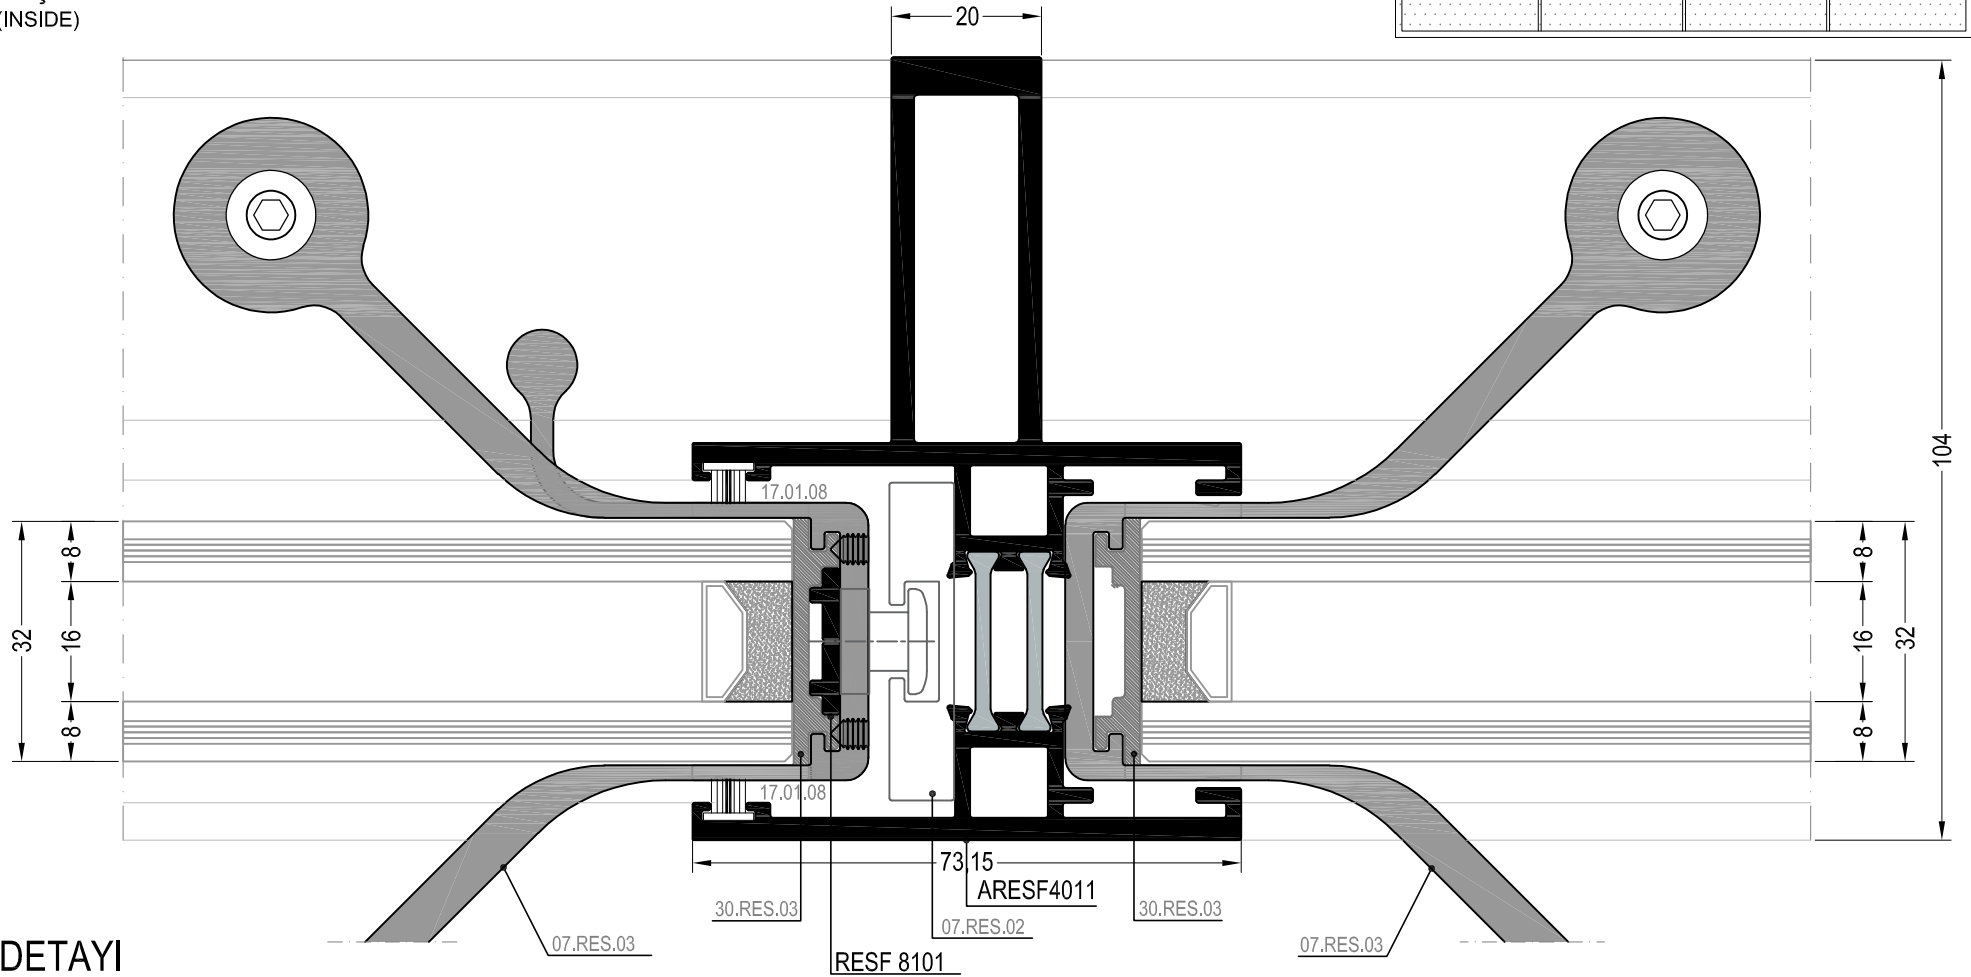 (INSIDE)
20
104
17.01.08
8
8
32
16
16
32
8
8
17.01.08
73,15
ARESF4011
30.RES.03
30.RES.03
07.RES.02
07.RES.03
07.RES.03
RESF 8101
DETAYI